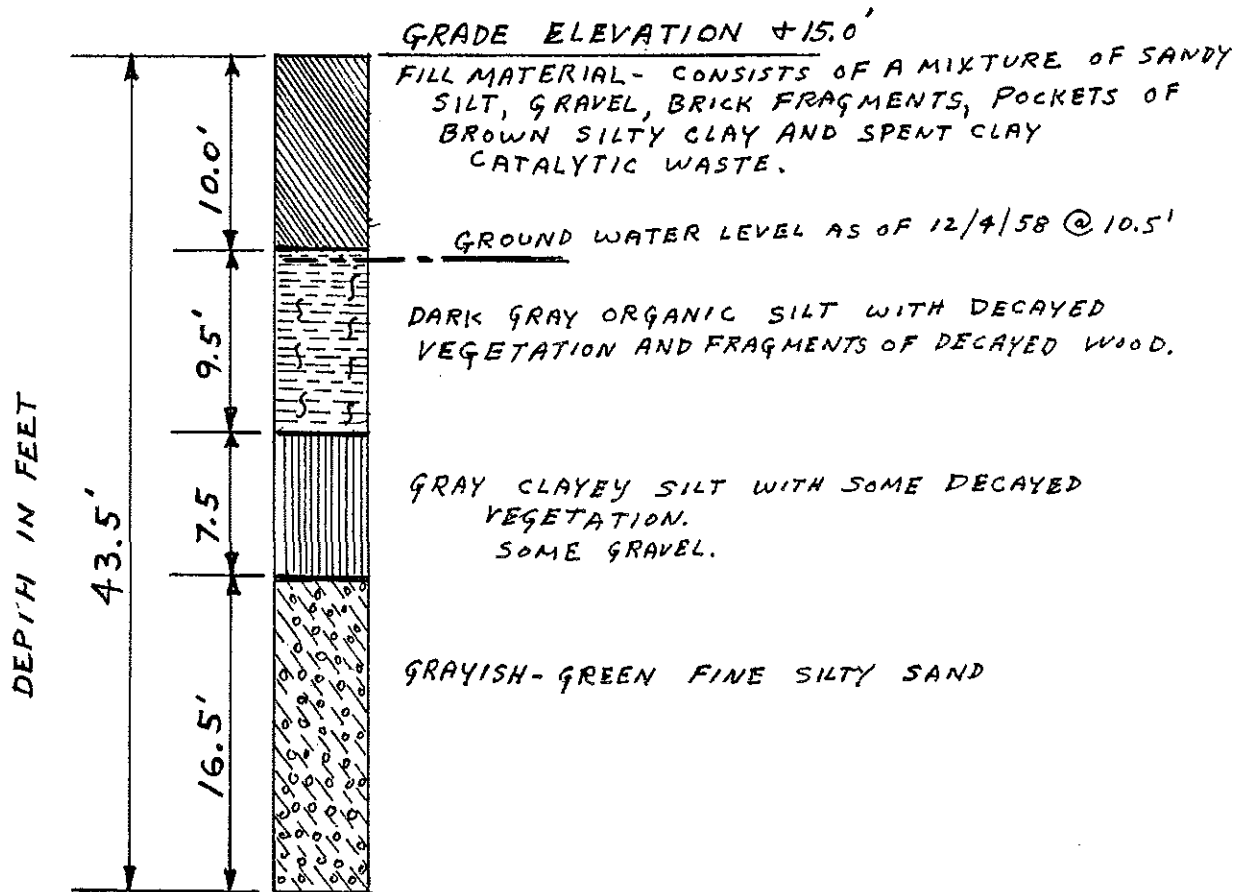 GRADE ELEVATION +15.0'
FILL MATERIAL- CONSISTS OF A MIXTURE OF SANDY
SILT, GRAVEL, BRICK FRAGMENTS, POCKETS OF
BROWN SILTY CLAY AND SPENT CLAY
CATALYTIC WASTE.
10.0'
GROUND WATER LEVEL AS OF 12/4/58 @ 10.5'
9.5'
DARK GRAY ORGANIC SILT WITH DECAYED
VEGETATION AND FRAGMENTS OF DECAYED WOOD.
DEPTH IN FEET
43.5'
7.5
GRAY CLAYEY SILT WITH SOME DECAYED
VEGETATION.
SOME GRAVEL.
16.5'
GRAYISH-GREEN FINE SILTY SAND